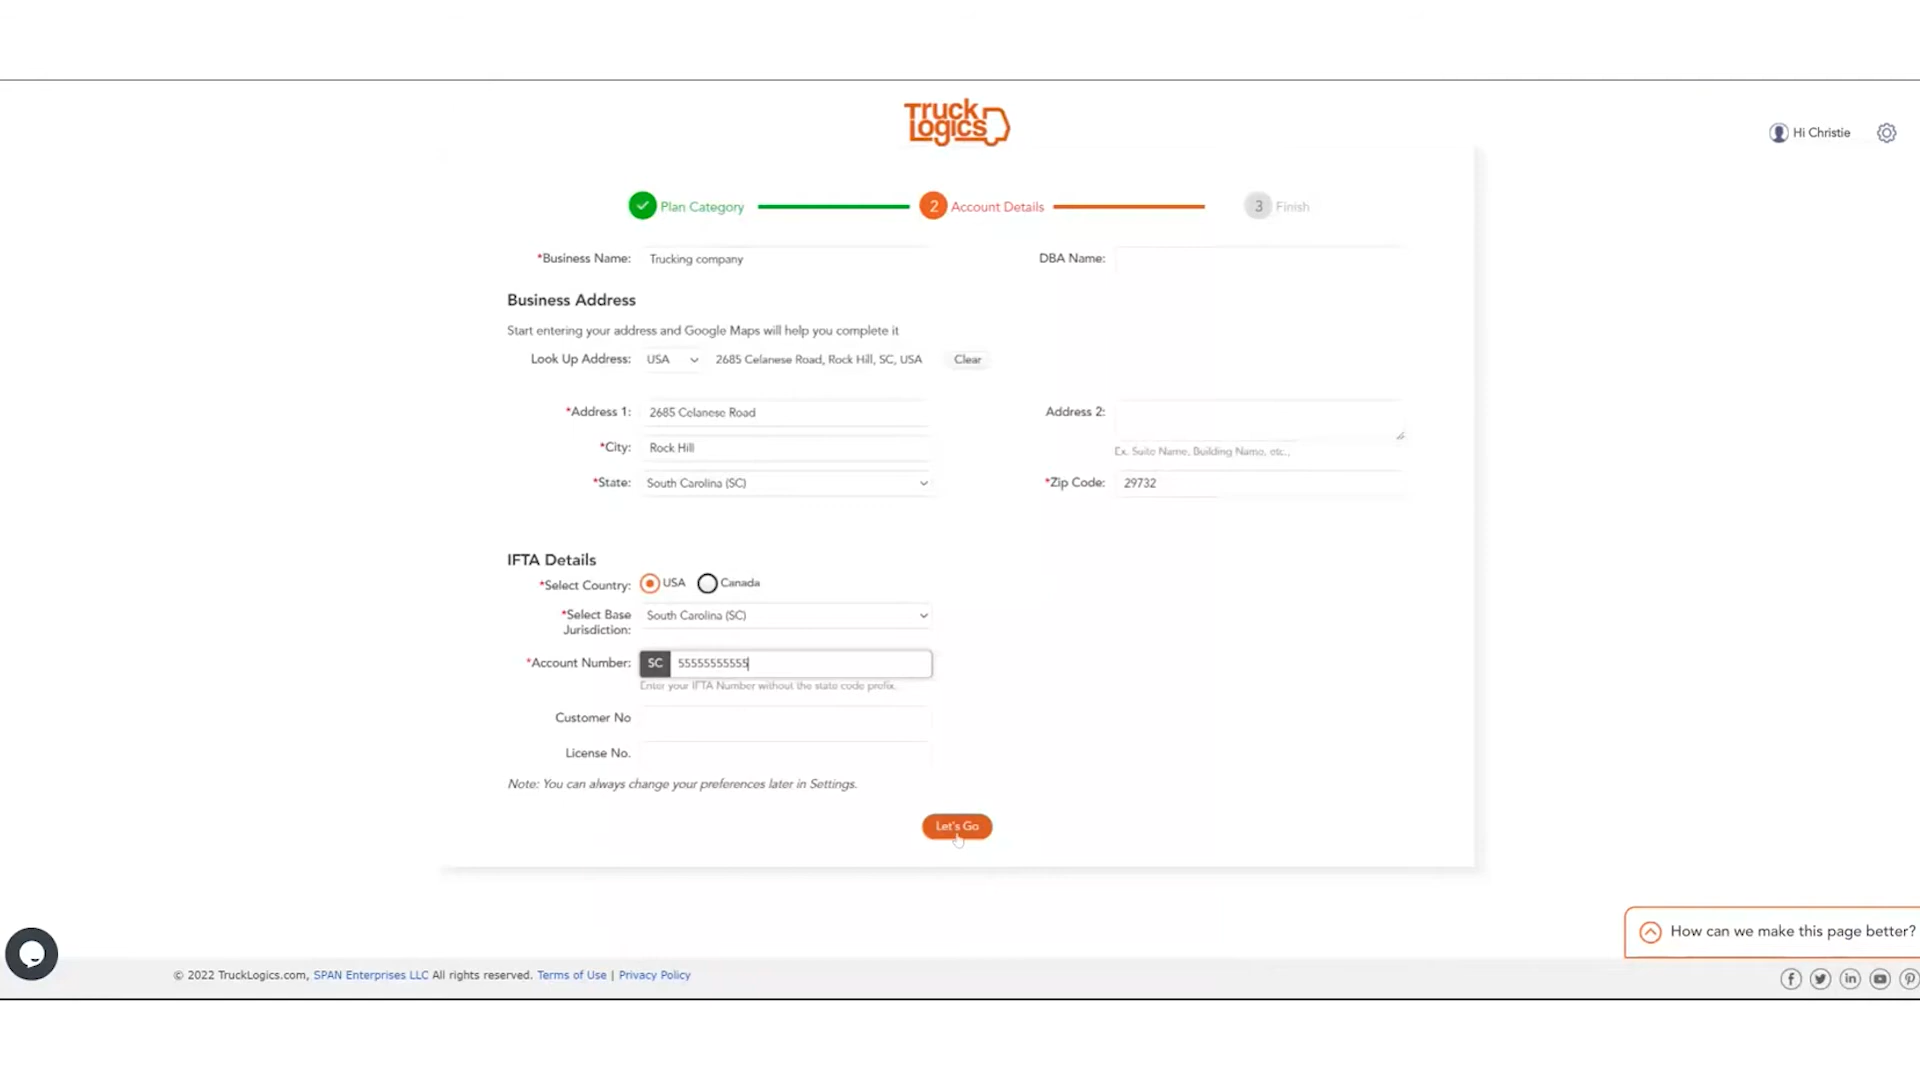 Truck
Logics
Hi Christie
Plan Category
2 Account Details
3 Finish
*Business Name: Trucking company
DBA Name:
Business Address
Start entering your address and Google Maps will help you complete it
Look Up Address: USA 2685 Celanese Road, Rock Hill, SC, USA Clear
*Address 1: 2685 Celanese Road
Address 2:
*City: Rock Hill
Ex. Suite Name, Building Name, etc.,
*State: South Carolina (SC)
*Zip Code: 29732
IFTA Details
*Select Country: USA Canada
*Select Base
Jurisdiction:
South Carolina (SC)
*Account Number: SC 55555555555
Enter your IFTA Number without the state code prefix.
Customer No
License No.
Note: You can always change your preferences later in Settings.
Let's Go
How can we make this page better?
© 2022 TruckLogics.com, SPAN Enterprises LLC All rights reserved. Terms of Use | Privacy Policy